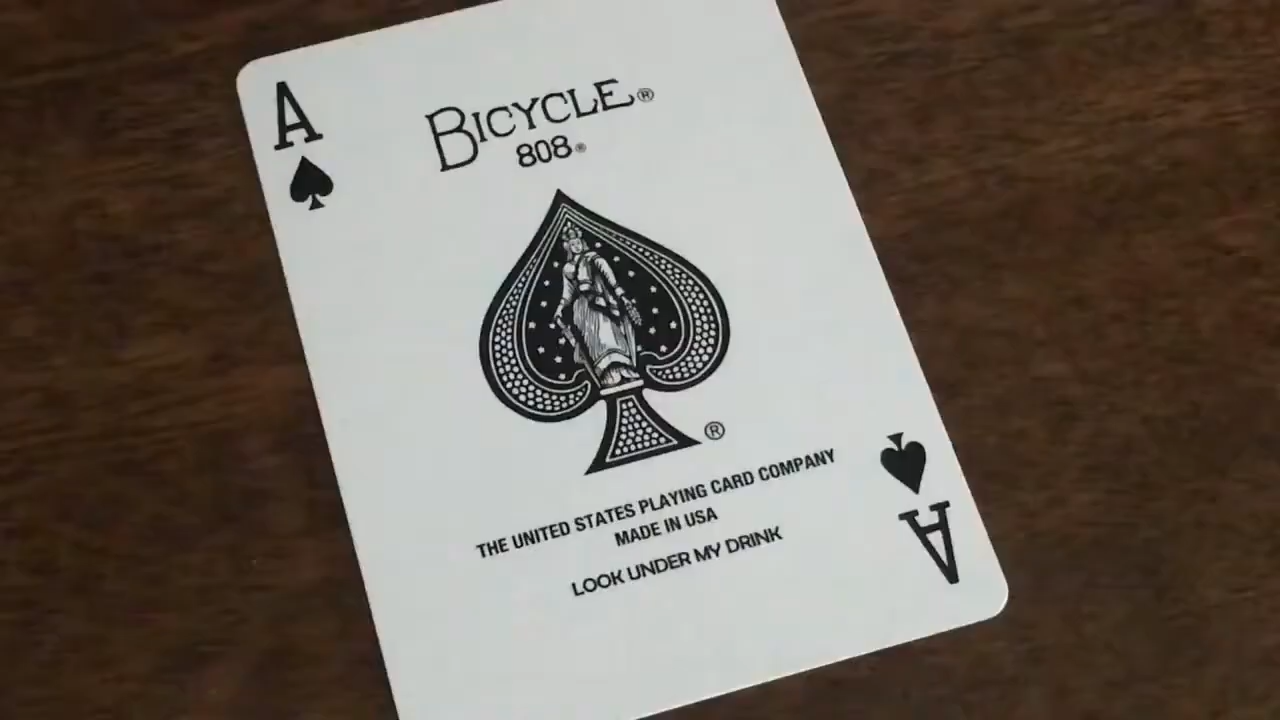 A
BICYCLE®
808®
®
THE UNITED STATES PLAYING CARD COMPANY
MADE IN USA
LOOK UNDER MY DRINK
A